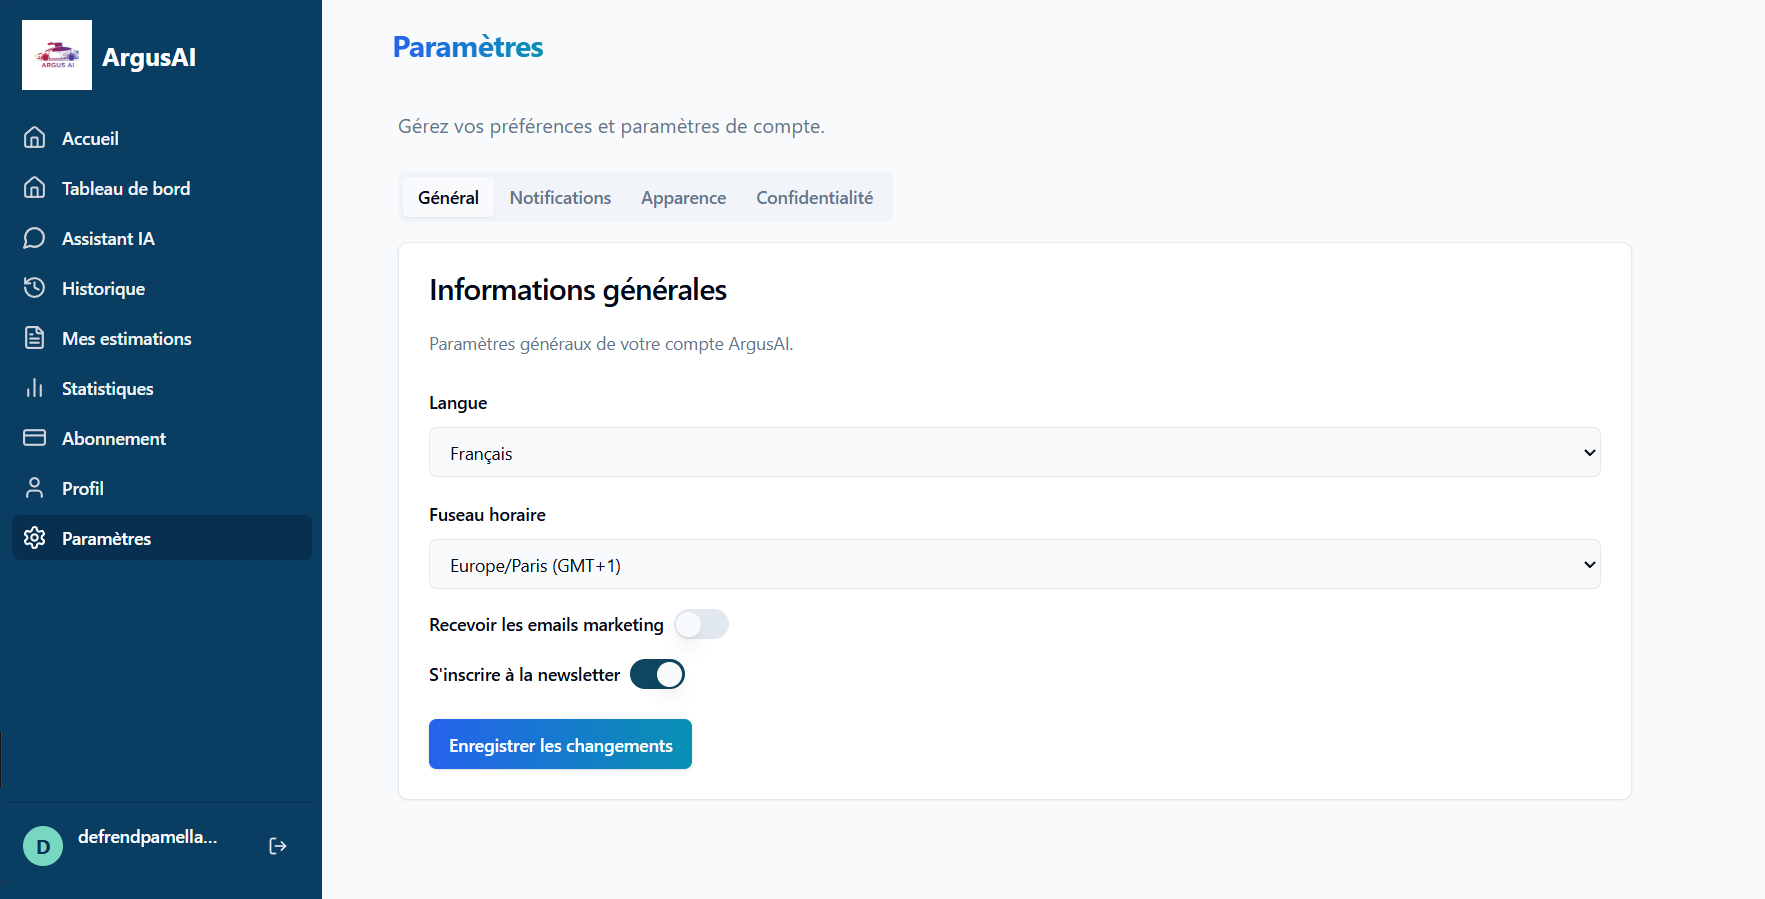 ARGUS AI
ArgusAI
Accueil
Tableau de bord
Assistant IA
Historique
Mes estimations
Statistiques
Abonnement
Profil
Paramètres
D
defrendpamella...
Paramètres
Gérez vos préférences et paramètres de compte.
Général
Notifications
Apparence
Confidentialité
Informations générales
Paramètres généraux de votre compte ArgusAI.
Langue
Français
Fuseau horaire
Europe/Paris (GMT+1)
Recevoir les emails marketing
S'inscrire à la newsletter
Enregistrer les changements